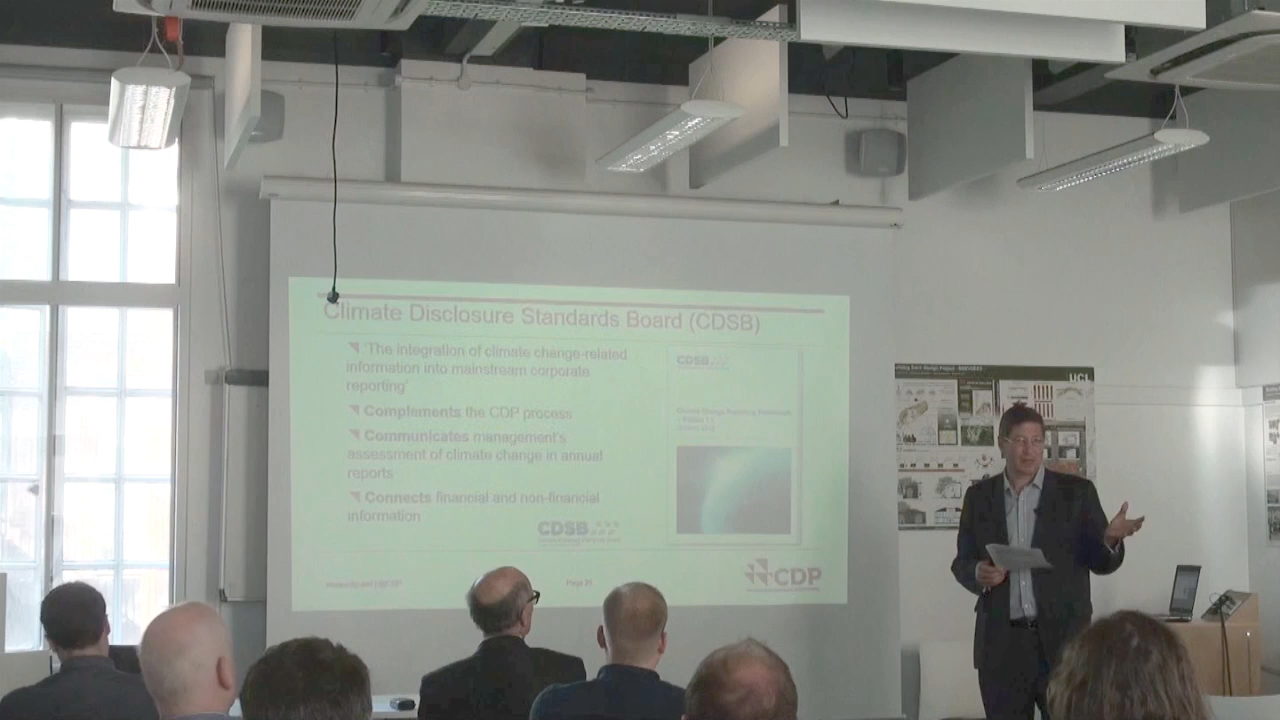 Climate Disclosure Standards Board (CDSB)
'The integration of climate change-related
information into mainstream corporate
reporting'
Complements the CDP process
Communicates management's
assessment of climate change in annual
reports
Connects financial and non-financial
information
CDSB
CDSB
Page
CDP
UCL